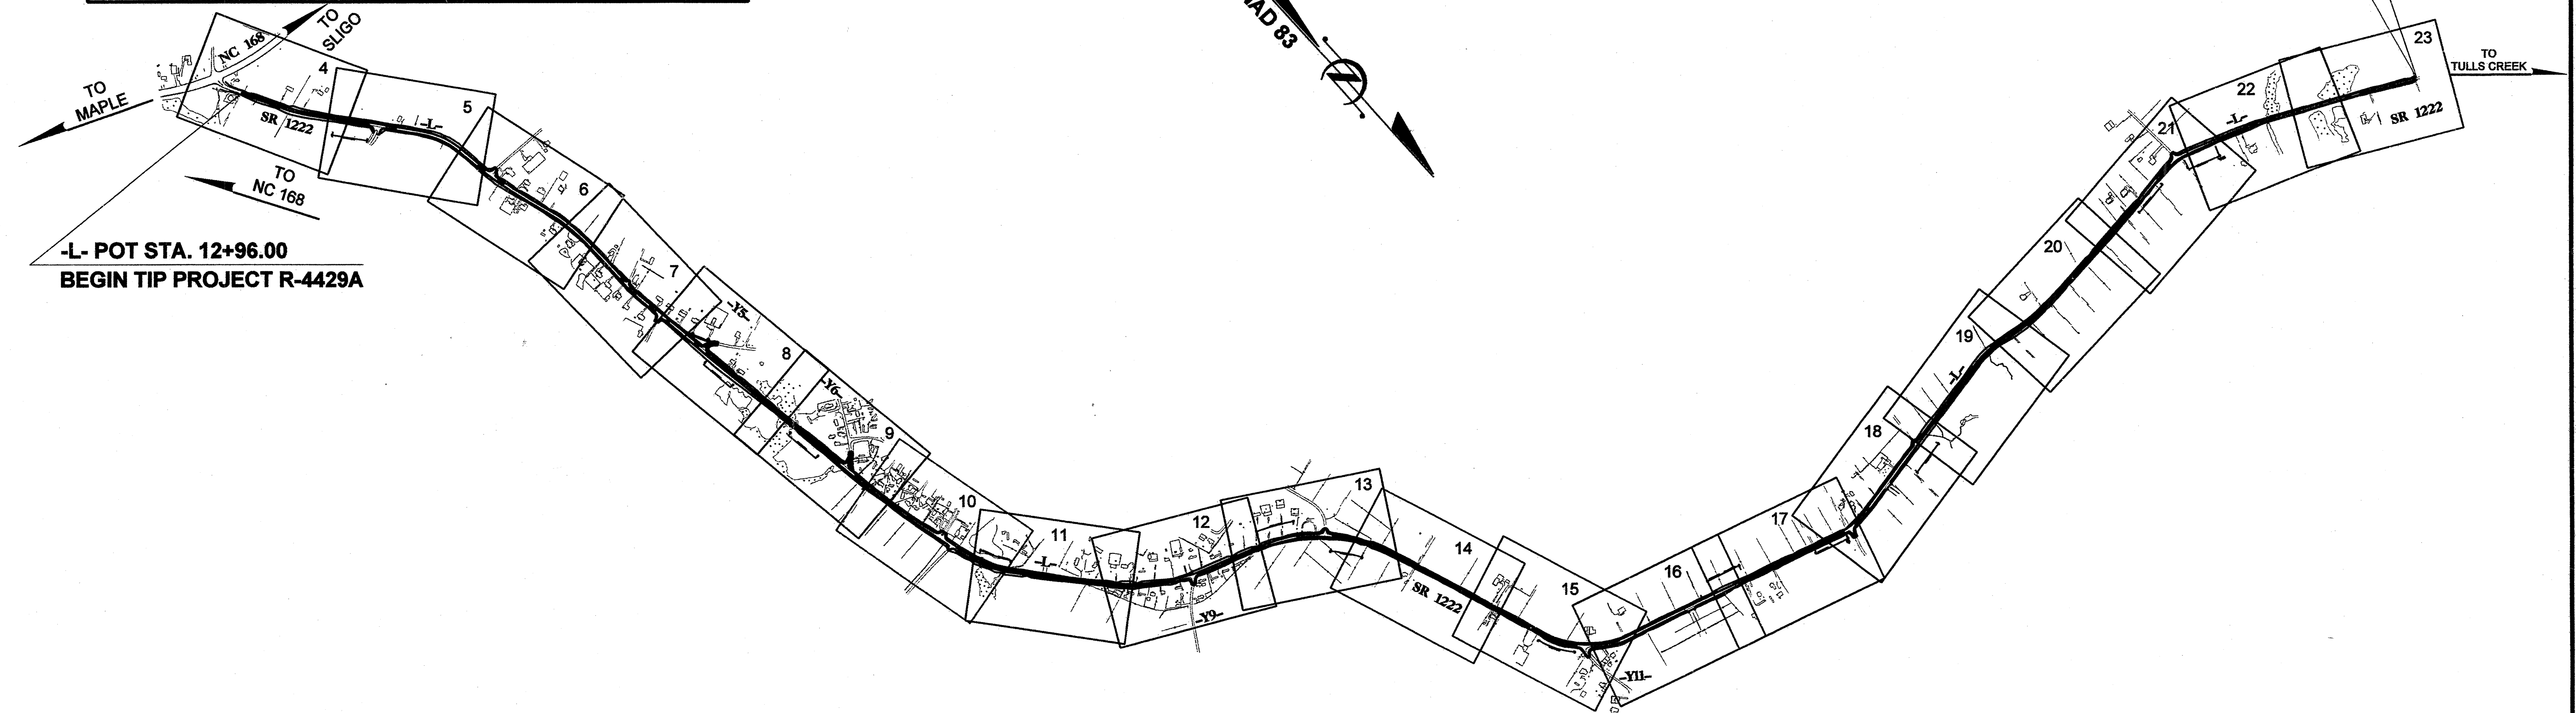 TO
SLIGO
NC 168
TO
MAPLE
4
SR 1222
5
-L-
TO
NC 168
-L- POT STA. 12+96.00
BEGIN TIP PROJECT R-4429A
6
7
-Y5-
8
-Y6-
9
10
11
-L-
12
-Y9-
13
14
SR 1222
15
-Y11-
16
17
18
19
-L-
20
21
22
-L-
23
SR 1222
TO
TULLS CREEK
NAD 83
N